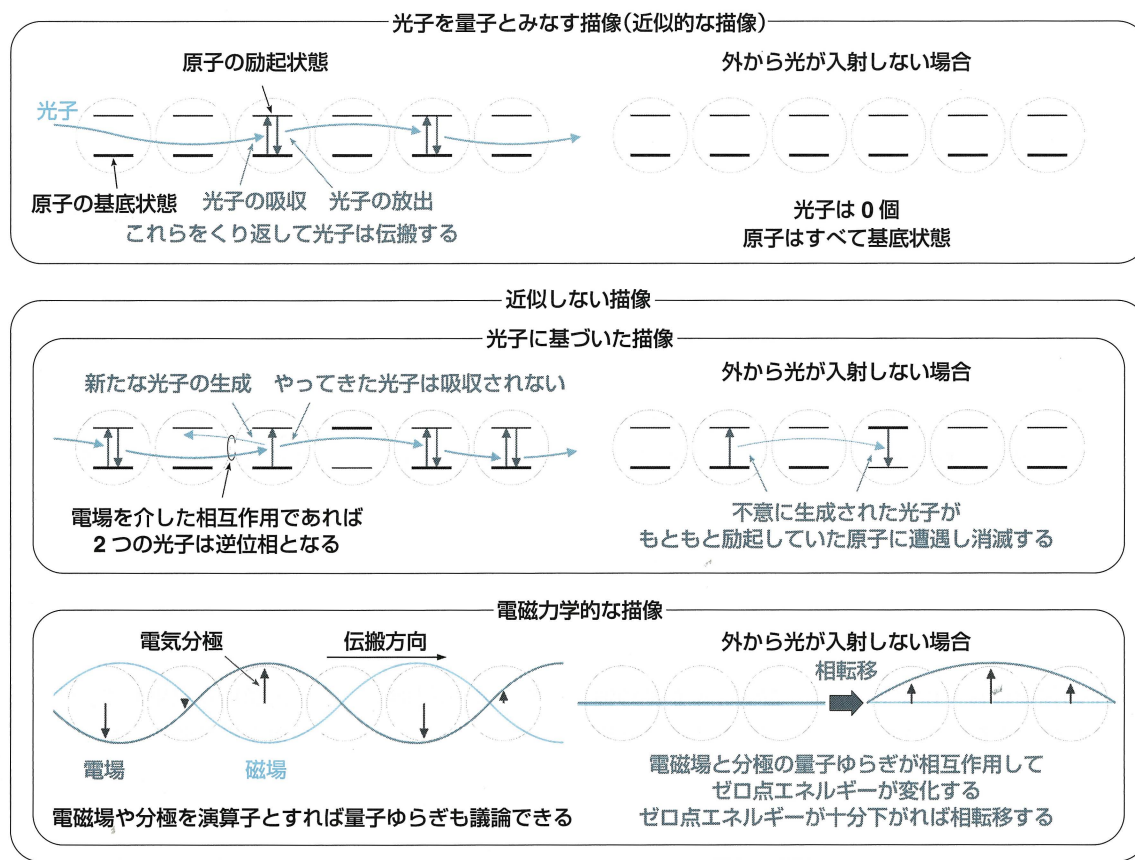 光子を量子とみなす描像(近似的な描像)
原子の励起状態
光子
原子の基底状態
光子の吸収
光子の放出
これらをくり返して光子は伝搬する
外から光が入射しない場合
光子は 0 個
原子はすべて基底状態
近似しない描像
光子に基づいた描像
新たな光子の生成
やってきた光子は吸収されない
電場を介した相互作用であれば
2 つの光子は逆位相となる
外から光が入射しない場合
不意に生成された光子が
もともと励起していた原子に遭遇し消滅する
電磁力学的な描像
電気分極
伝搬方向
電場
磁場
電磁場や分極を演算子とすれば量子ゆらぎも議論できる
外から光が入射しない場合
相転移
電磁場と分極の量子ゆらぎが相互作用して
ゼロ点エネルギーが変化する
ゼロ点エネルギーが十分下がれば相転移する